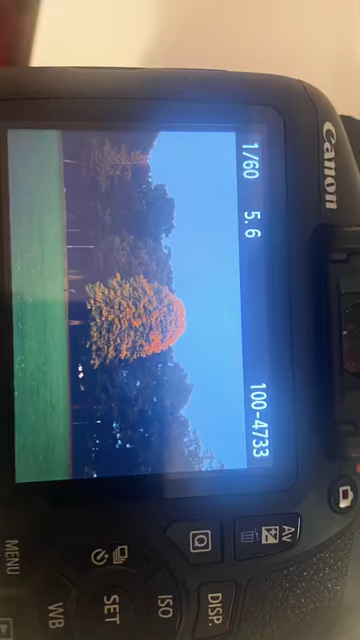 Canon
1/60 5.6 100-4733
Av
Q
DISP.
ISO
SET
WB
MENU